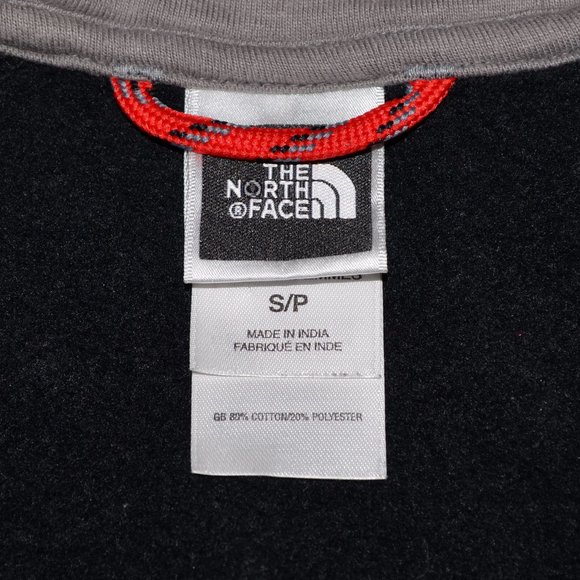 THE
NORTH
®FACE
S/P
MADE IN INDIA
FABRIQUÉ EN INDE
GB 80% COTTON/20% POLYESTER